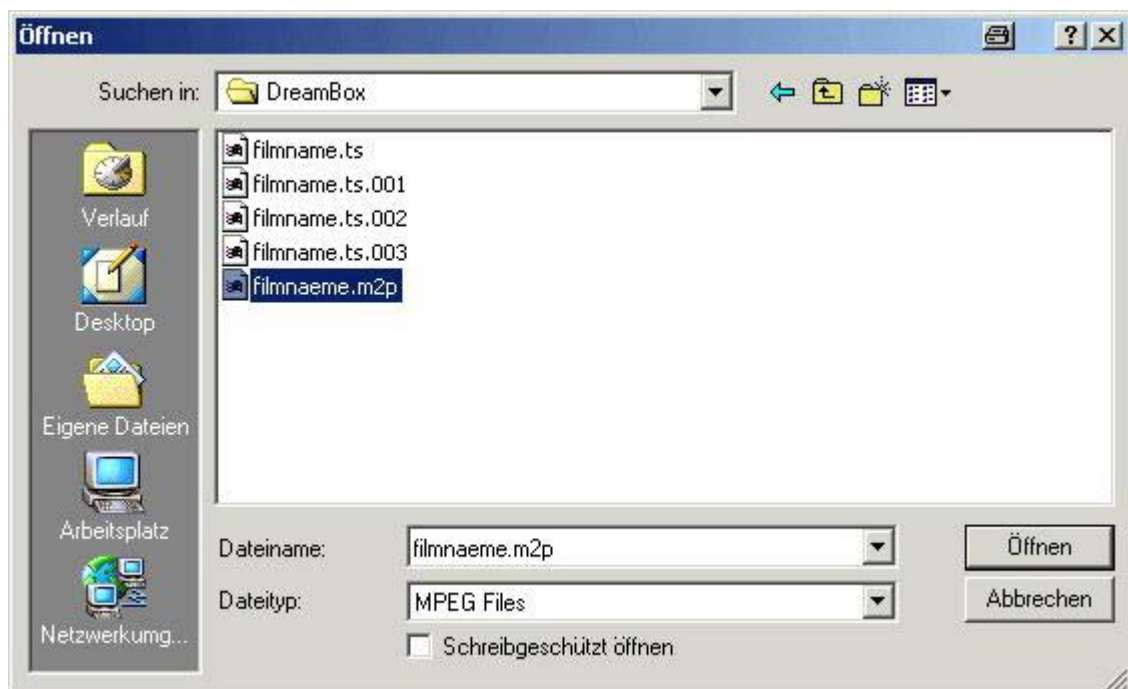 Öffnen
Suchen in: DreamBox
Verlauf
Desktop
Eigene Dateien
Arbeitsplatz
Netzwerkumg...
filmname.ts
filmname.ts.001
filmname.ts.002
filmname.ts.003
filmnaeme.m2p
Dateiname: filmnaeme.m2p Öffnen
Dateityp: MPEG Files Abbrechen
Schreibgeschützt öffnen